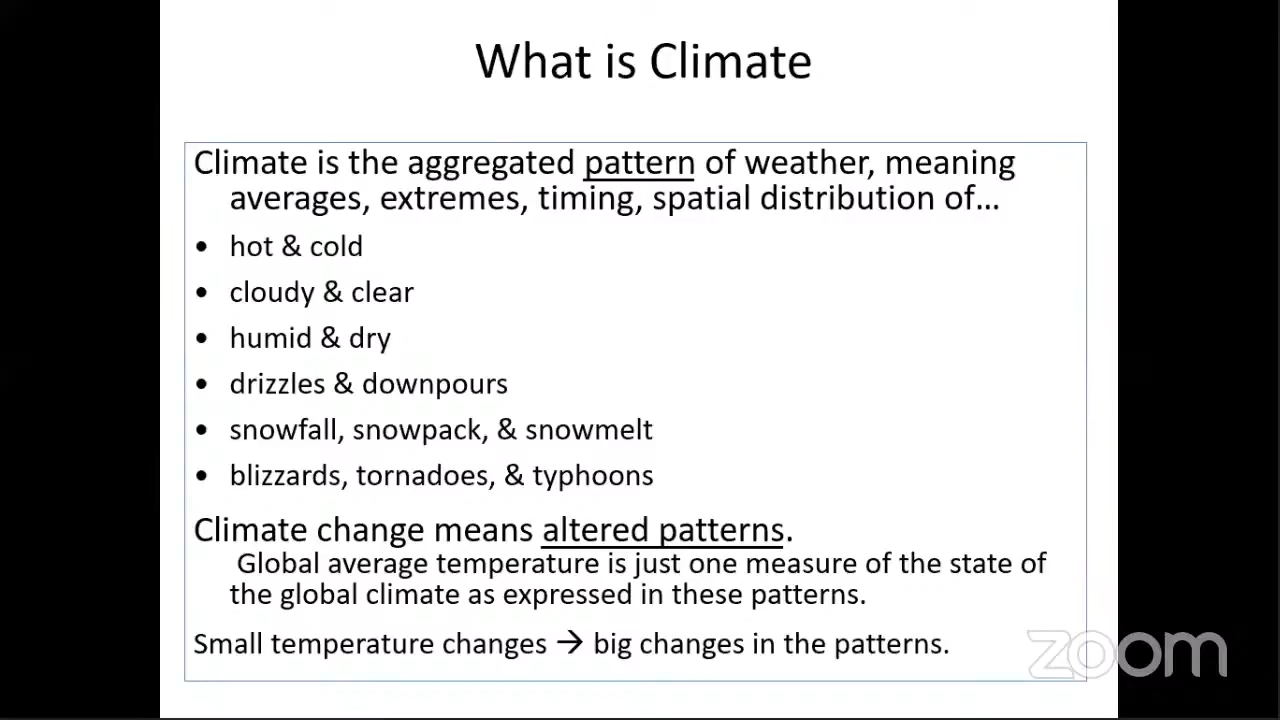 What is Climate
Climate is the aggregated pattern of weather, meaning
averages, extremes, timing, spatial distribution of...
• hot & cold
• cloudy & clear
• humid & dry
• drizzles & downpours
• snowfall, snowpack, & snowmelt
• blizzards, tornadoes, & typhoons
Climate change means altered patterns.
Global average temperature is just one measure of the state of
the global climate as expressed in these patterns.
Small temperature changes → big changes in the patterns.
zoom